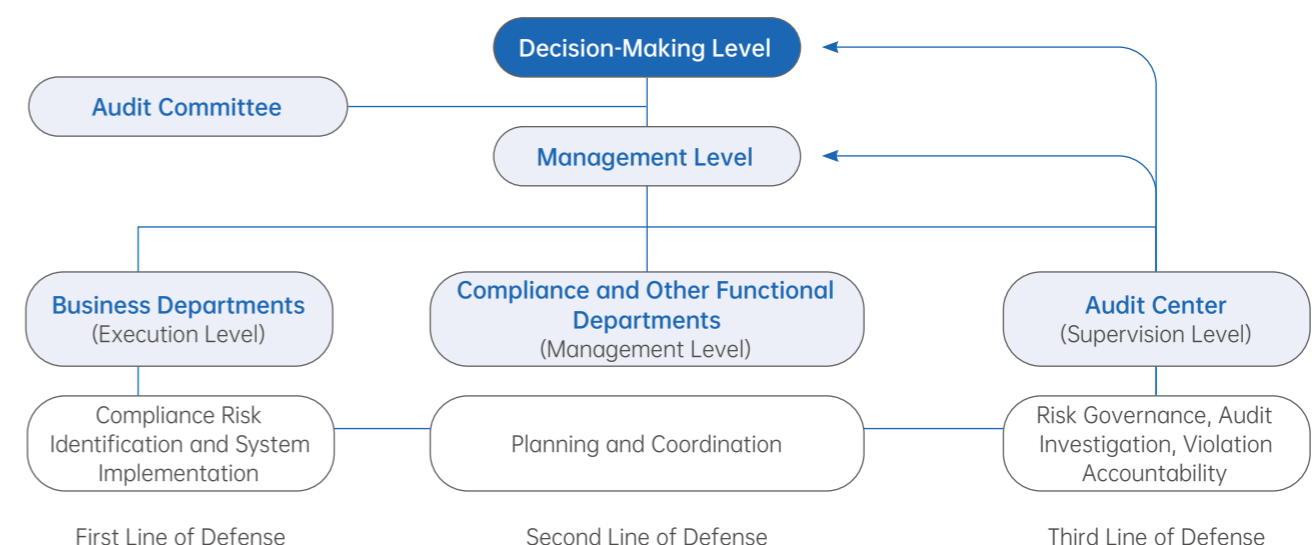 Decision-Making Level
Audit Committee
Management Level
Business Departments
(Execution Level)
Compliance and Other Functional
Departments
(Management Level)
Audit Center
(Supervision Level)
Compliance Risk
Identification and System
Implementation
Planning and Coordination
Risk Governance, Audit
Investigation, Violation
Accountability
First Line of Defense
Second Line of Defense
Third Line of Defense